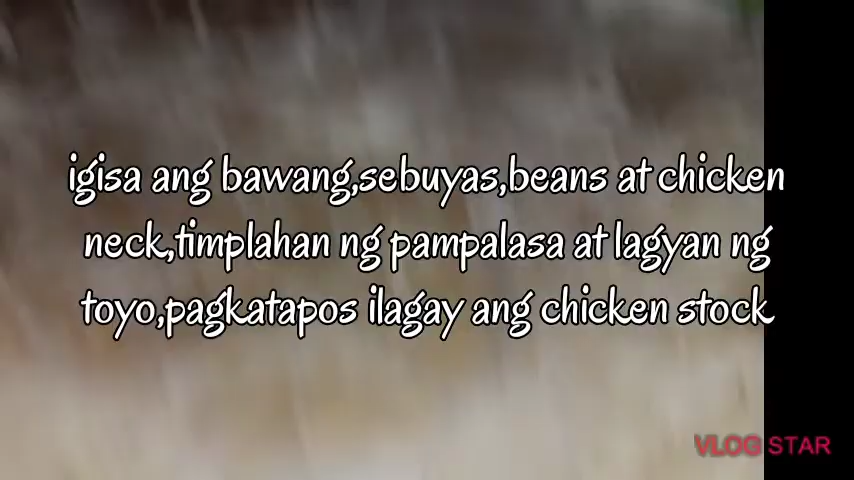 igisa ang bawang,sebuyas,beans at chicken
neck,timplahan ng pampalasa at lagyan ng
toyo,pagkatapos ilagay ang chicken stock
VLOG STAR